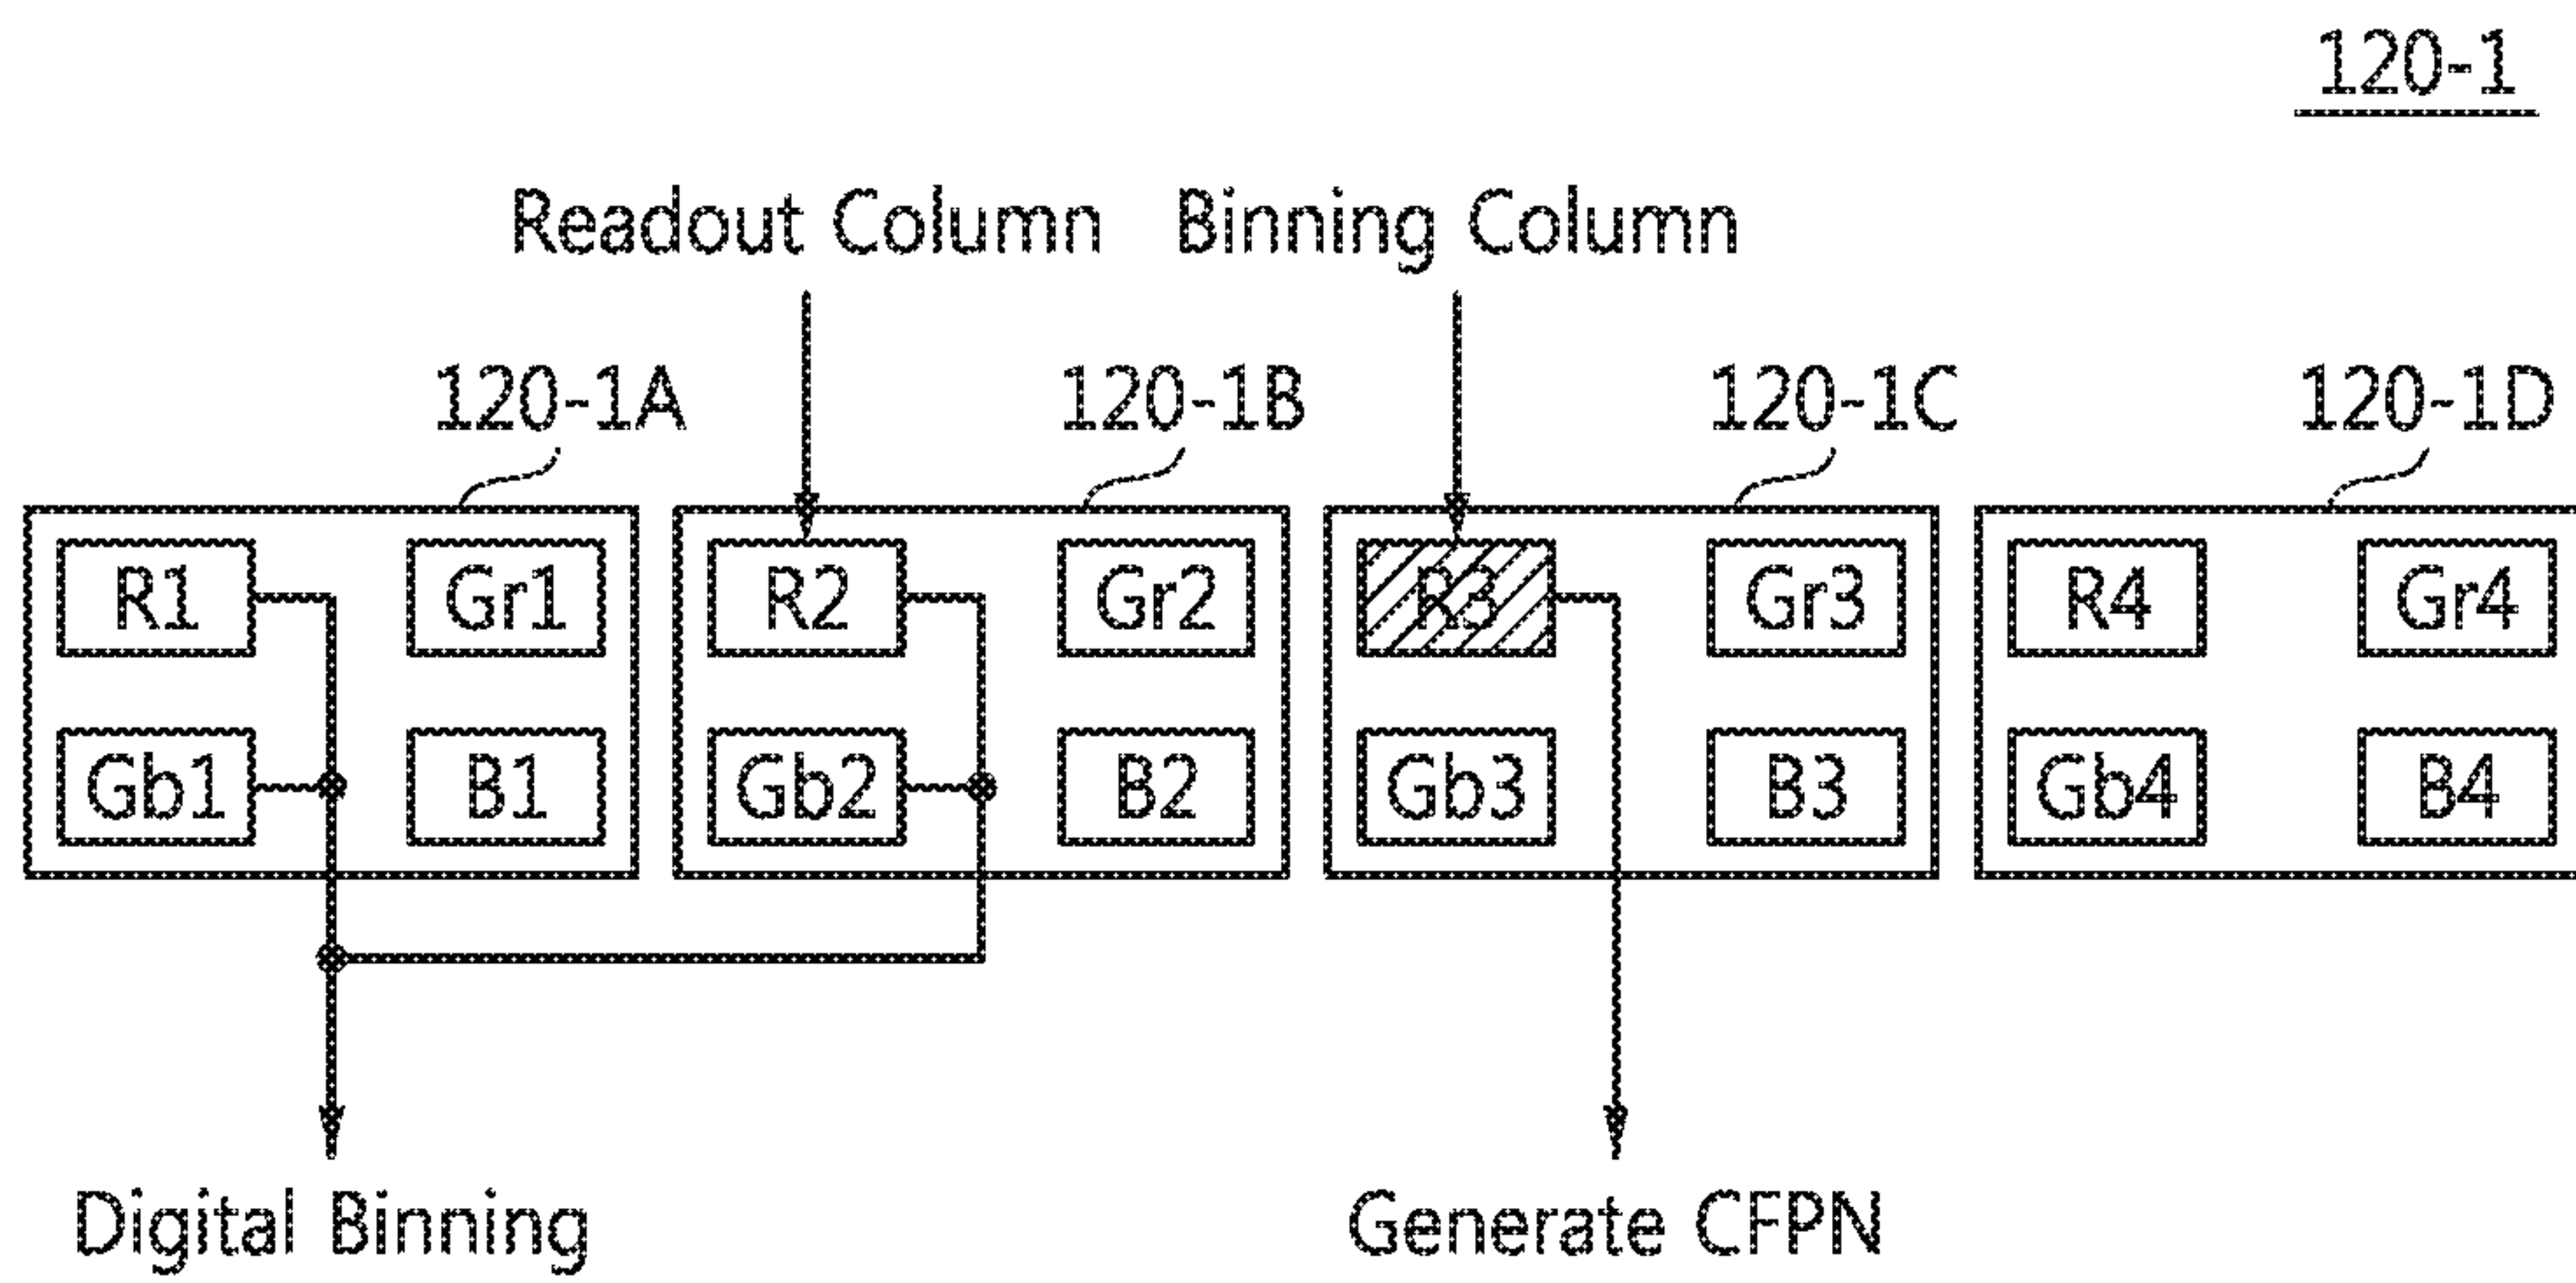 120-1
Readout Column Binning Column
120-1A 120-1B 120-1C 120-1D
R1 Gr1 R2 Gr2 R3 Gr3 R4 Gr4
Gb1 B1 Gb2 B2 Gb3 B3 Gb4 B4
Digital Binning Generate CFPN